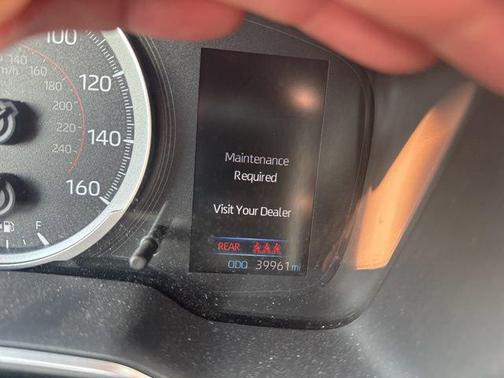 100
120
140
160
km/h
140
160
180
200
220
240
F
Maintenance
Required
Visit Your Dealer
REAR
ODO 39961 mi